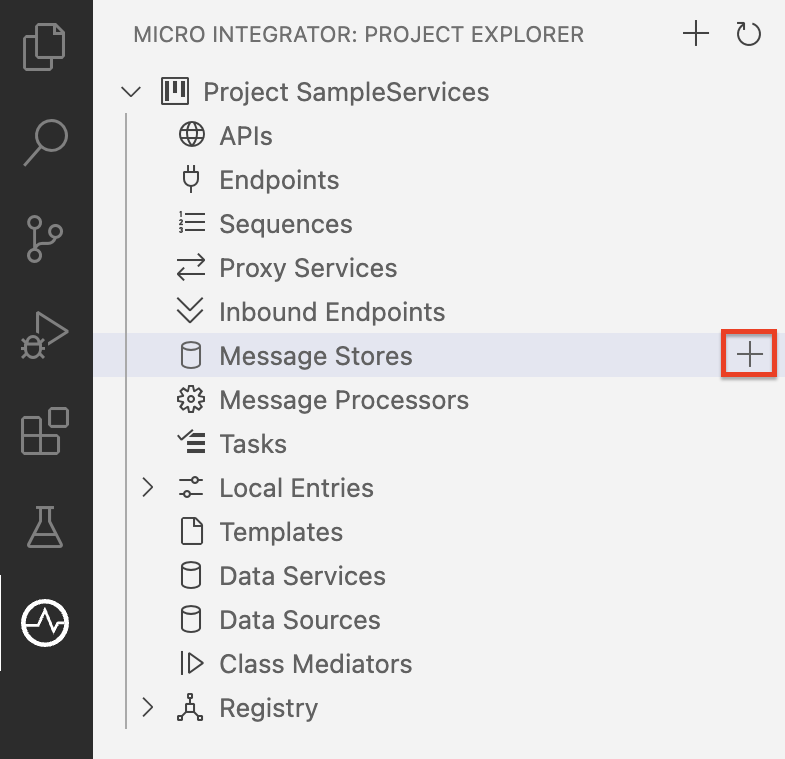 MICRO INTEGRATOR: PROJECT EXPLORER
Project SampleServices
APIs
Endpoints
Sequences
Proxy Services
Inbound Endpoints
Message Stores
Message Processors
Tasks
Local Entries
Templates
Data Services
Data Sources
Class Mediators
Registry